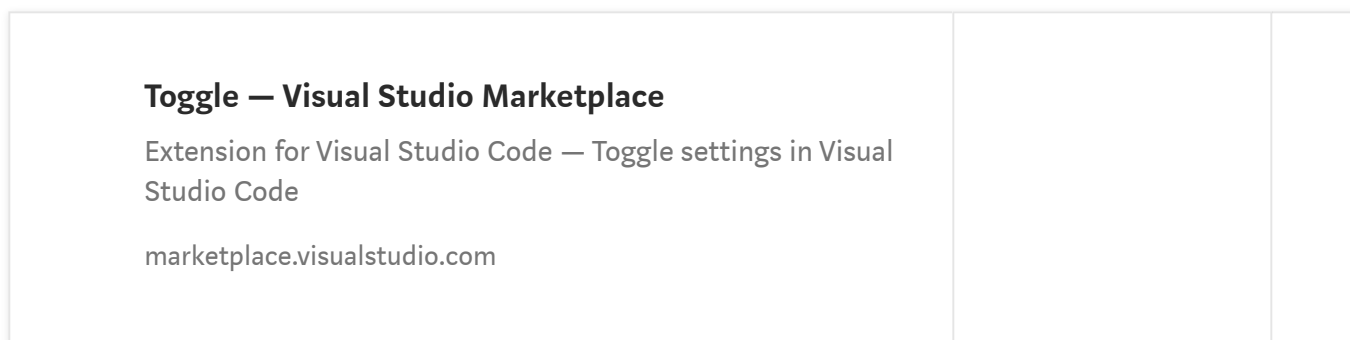 Toggle — Visual Studio Marketplace
Extension for Visual Studio Code — Toggle settings in Visual
Studio Code
marketplace.visualstudio.com